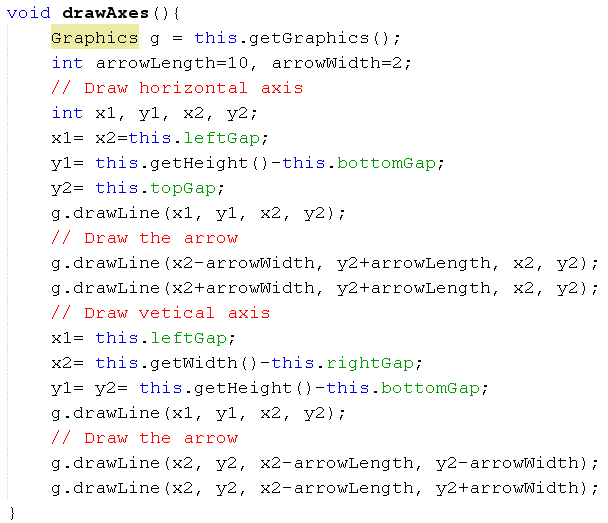 void drawAxes(){
    Graphics g = this.getGraphics();
    int arrowLength=10, arrowWidth=2;
    // Draw horizontal axis
    int x1, y1, x2, y2;
    x1= x2=this.leftGap;
    y1= this.getHeight()-this.bottomGap;
    y2= this.topGap;
    g.drawLine(x1, y1, x2, y2);
    // Draw the arrow
    g.drawLine(x2-arrowWidth, y2+arrowLength, x2, y2);
    g.drawLine(x2+arrowWidth, y2+arrowLength, x2, y2);
    // Draw vetical axis
    x1= this.leftGap;
    x2= this.getWidth()-this.rightGap;
    y1= y2= this.getHeight()-this.bottomGap;
    g.drawLine(x1, y1, x2, y2);
    // Draw the arrow
    g.drawLine(x2, y2, x2-arrowLength, y2-arrowWidth);
    g.drawLine(x2, y2, x2-arrowLength, y2+arrowWidth);
}